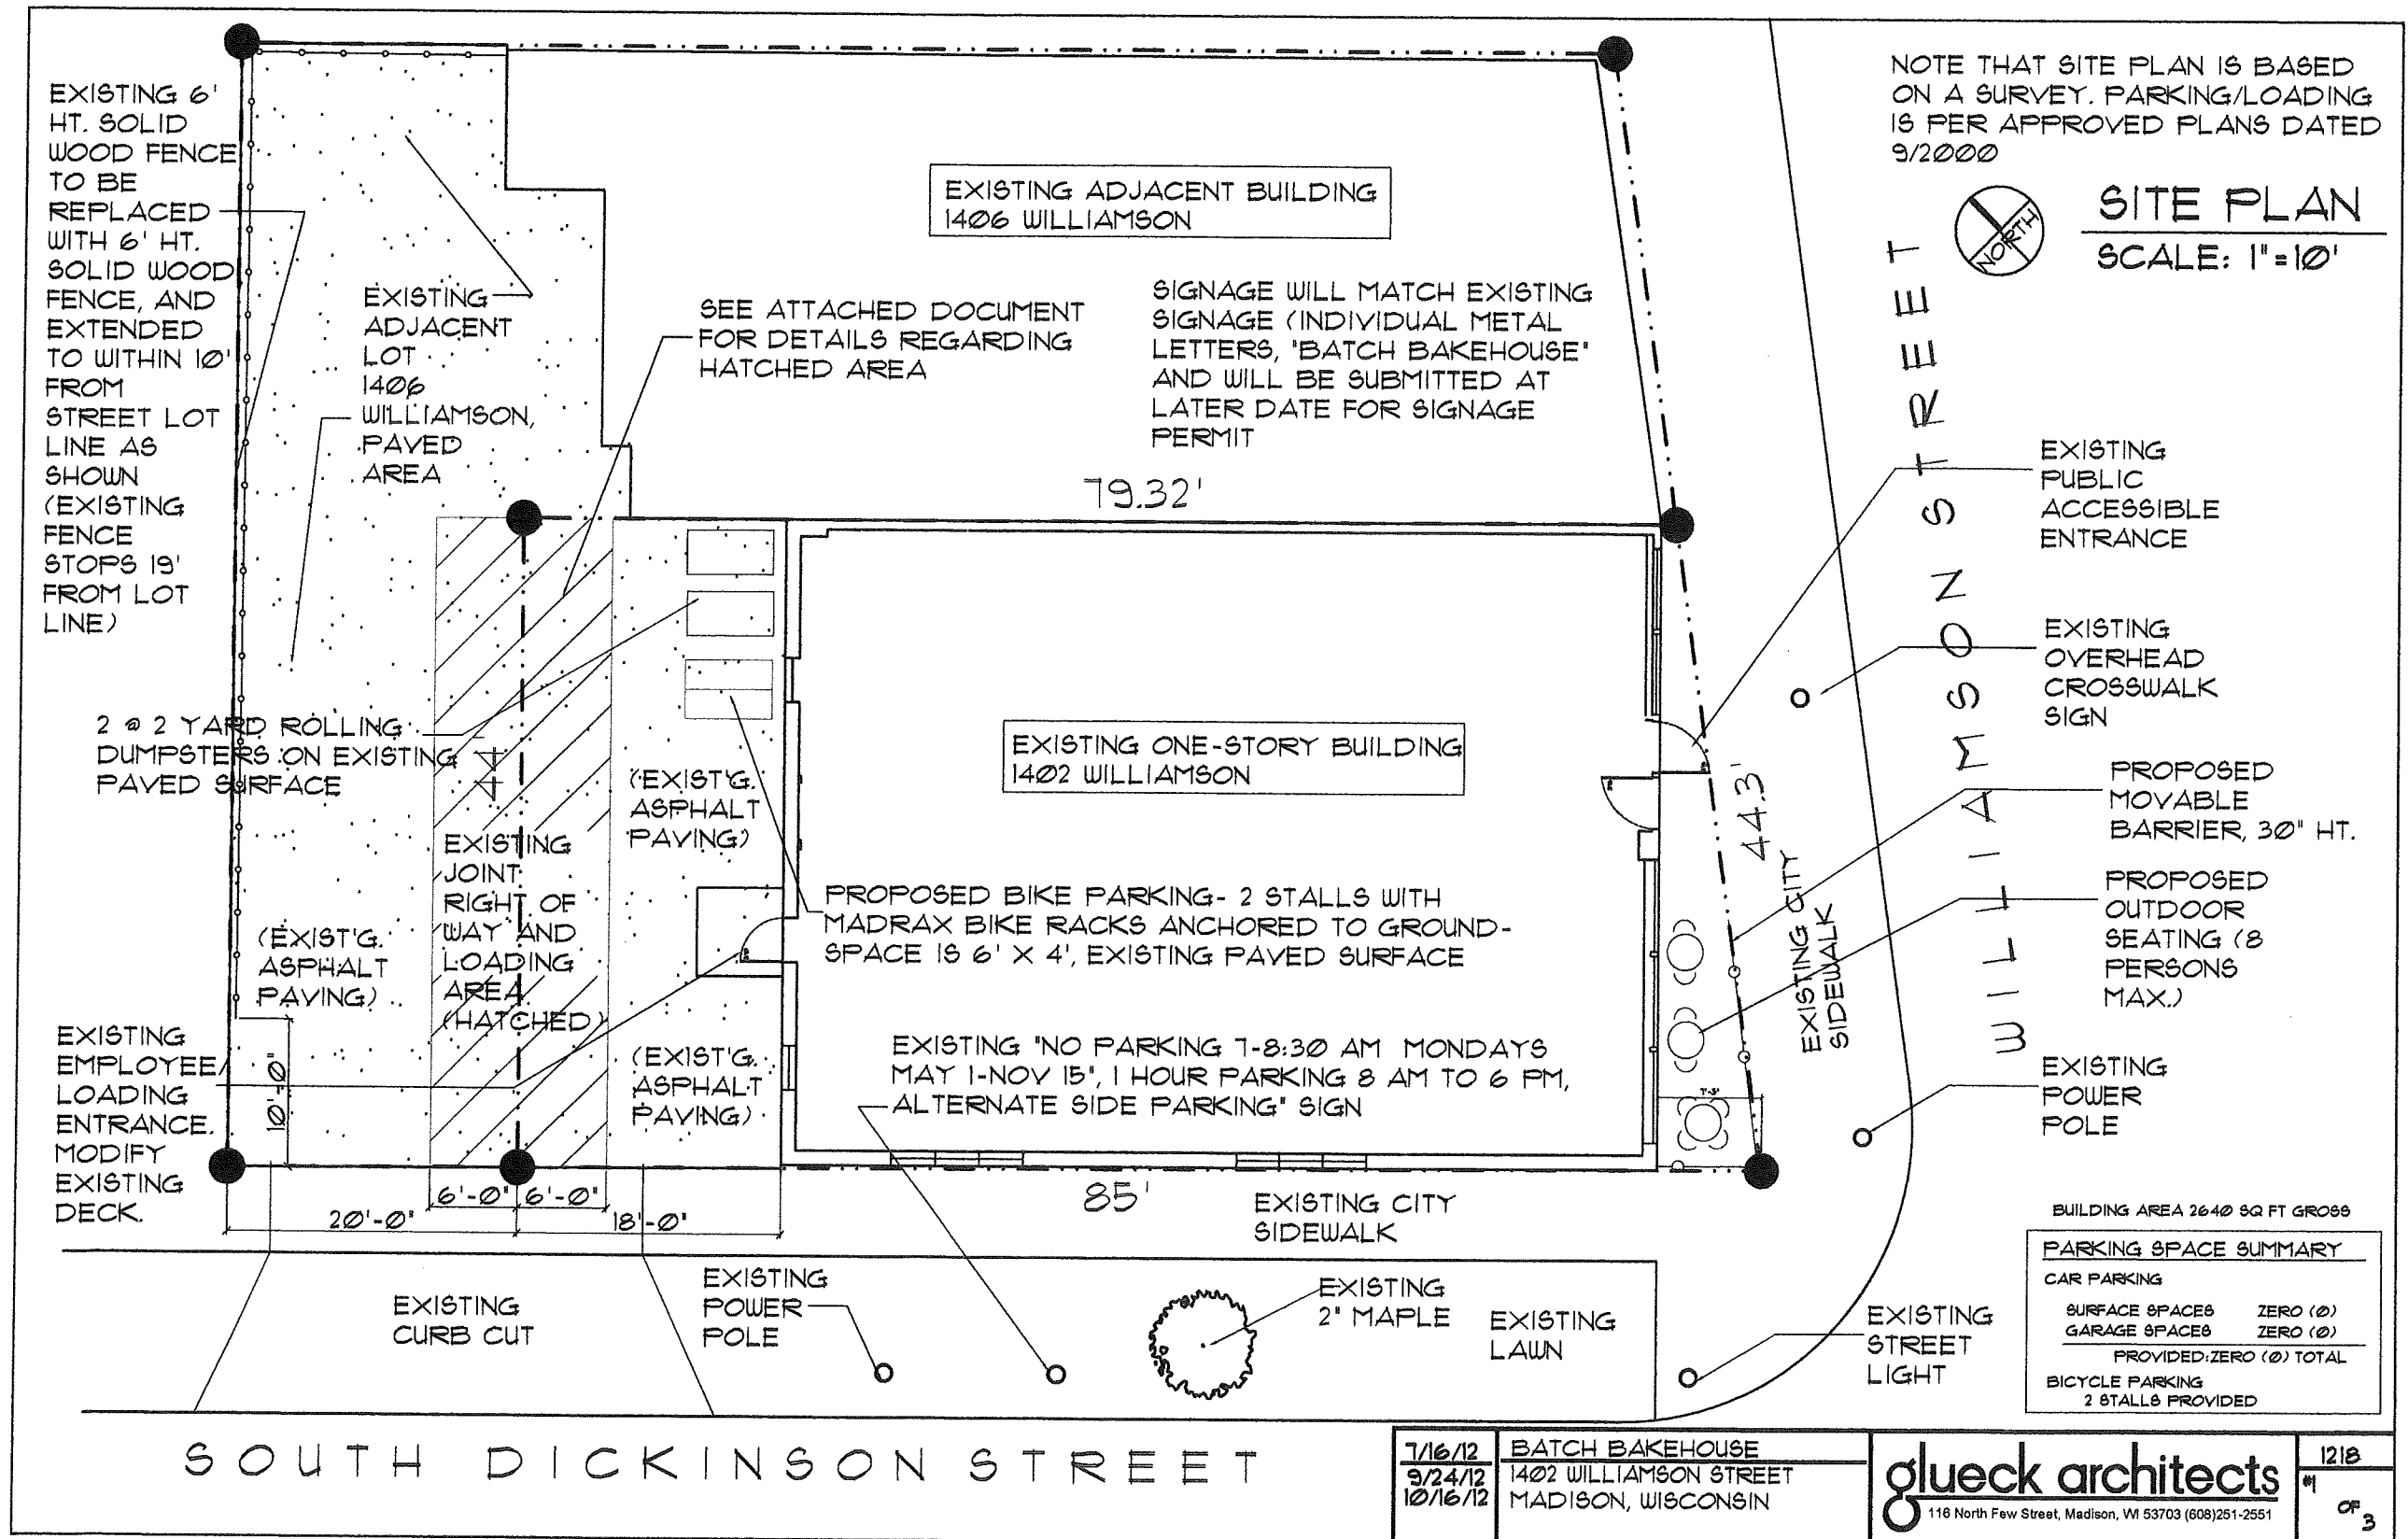 EXISTING 6'
HT. SOLID
WOOD FENCE
TO BE
REPLACED
WITH 6' HT.
SOLID WOOD
FENCE, AND
EXTENDED
TO WITHIN 10'
FROM
STREET LOT
LINE AS
SHOWN
(EXISTING
FENCE
STOPS 19'
FROM LOT
LINE)
EXISTING
ADJACENT
LOT
1406
WILLIAMSON,
PAVED
AREA
SEE ATTACHED DOCUMENT
FOR DETAILS REGARDING
HATCHED AREA
EXISTING ADJACENT BUILDING
1406 WILLIAMSON
SIGNAGE WILL MATCH EXISTING
SIGNAGE (INDIVIDUAL METAL
LETTERS, "BATCH BAKEHOUSE"
AND WILL BE SUBMITTED AT
LATER DATE FOR SIGNAGE
PERMIT
NOTE THAT SITE PLAN IS BASED
ON A SURVEY. PARKING/LOADING
IS PER APPROVED PLANS DATED
9/2000
NORTH
SITE PLAN
SCALE: 1"=10'
79.32'
EXISTING
PUBLIC
ACCESSIBLE
ENTRANCE
EXISTING
OVERHEAD
CROSSWALK
SIGN
PROPOSED
MOVABLE
BARRIER, 30" HT.
PROPOSED
OUTDOOR
SEATING (8
PERSONS
MAX.)
EXISTING
POWER
POLE
WILLIAMSON STREET
2 @ 2 YARD ROLLING
DUMPSTERS ON EXISTING
PAVED SURFACE
44'
(EXIST'G.
ASPHALT
PAVING)
EXISTING ONE-STORY BUILDING
1402 WILLIAMSON
44.3'
EXISTING CITY
SIDEWALK
EXISTING
JOINT
RIGHT OF
WAY AND
LOADING
AREA
(HATCHED)
(EXIST'G.
ASPHALT
PAVING)
PROPOSED BIKE PARKING- 2 STALLS WITH
MADRAX BIKE RACKS ANCHORED TO GROUND-
SPACE IS 6' X 4', EXISTING PAVED SURFACE
EXISTING
EMPLOYEE/
LOADING
ENTRANCE.
MODIFY
EXISTING
DECK.
10'-0"
(EXIST'G.
ASPHALT
PAVING)
EXISTING "NO PARKING 7-8:30 AM MONDAYS
MAY 1-NOV 15", 1 HOUR PARKING 8 AM TO 6 PM,
ALTERNATE SIDE PARKING" SIGN
7'-3"
6'-0" 6'-0"
20'-0"
18'-0"
85'
EXISTING CITY
SIDEWALK
EXISTING
CURB CUT
EXISTING
POWER
POLE
EXISTING
2" MAPLE
EXISTING
LAWN
EXISTING
STREET
LIGHT
BUILDING AREA 2640 SQ FT GROSS
PARKING SPACE SUMMARY
CAR PARKING
SURFACE SPACES ZERO (0)
GARAGE SPACES ZERO (0)
PROVIDED:ZERO (0) TOTAL
BICYCLE PARKING
2 STALLS PROVIDED
SOUTH DICKINSON STREET
7/16/12
9/24/12
10/16/12
BATCH BAKEHOUSE
1402 WILLIAMSON STREET
MADISON, WISCONSIN
glueck architects
116 North Few Street, Madison, WI 53703 (608)251-2551
1218
#1
OF
3